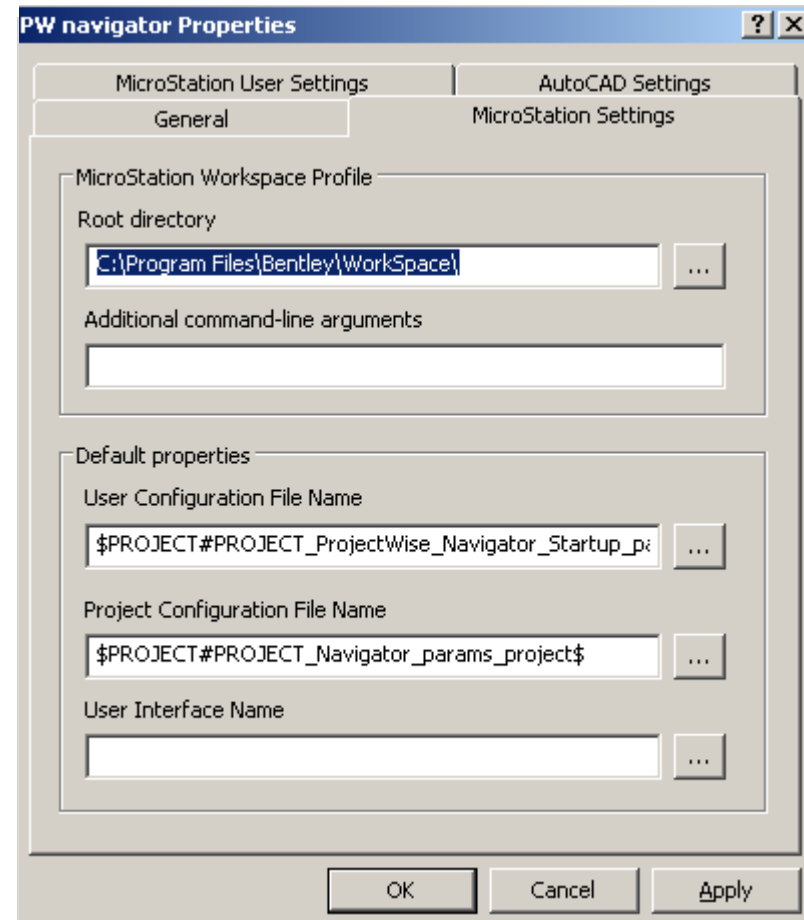 PW navigator Properties
MicroStation User Settings
AutoCAD Settings
General
MicroStation Settings
MicroStation Workspace Profile
Root directory
C:\Program Files\Bentley\WorkSpace\
...
Additional command-line arguments
Default properties
User Configuration File Name
$PROJECT#PROJECT_ProjectWise_Navigator_Startup_pa
...
Project Configuration File Name
$PROJECT#PROJECT_Navigator_params_project$
...
User Interface Name
...
OK
Cancel
Apply